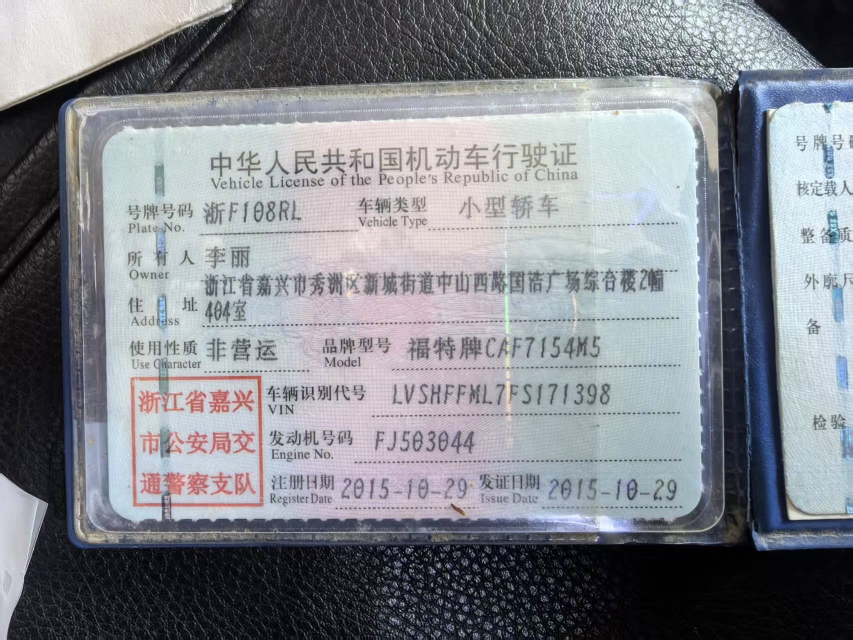 中华人民共和国机动车行驶证
Vehicle License of the People's Republic of China
号牌号码 浙F108RL 车辆类型 小型轿车
Plate No. Vehicle Type
所有人 李丽
Owner
浙江省嘉兴市秀洲区新城街道中山西路国浩广场综合楼2幢
住址 404室
Address
使用性质 非营运 品牌型号 福特牌CAF7154M5
Use Character Model
浙江省嘉兴
市公安局交
通警察支队
车辆识别代号 LVSHFFML7FS171398
VIN
发动机号码 FJ503044
Engine No.
注册日期 2015-10-29 发证日期 2015-10-29
Register Date Issue Date
号牌号码
核定载人
整备质
外廓尺
备
检验